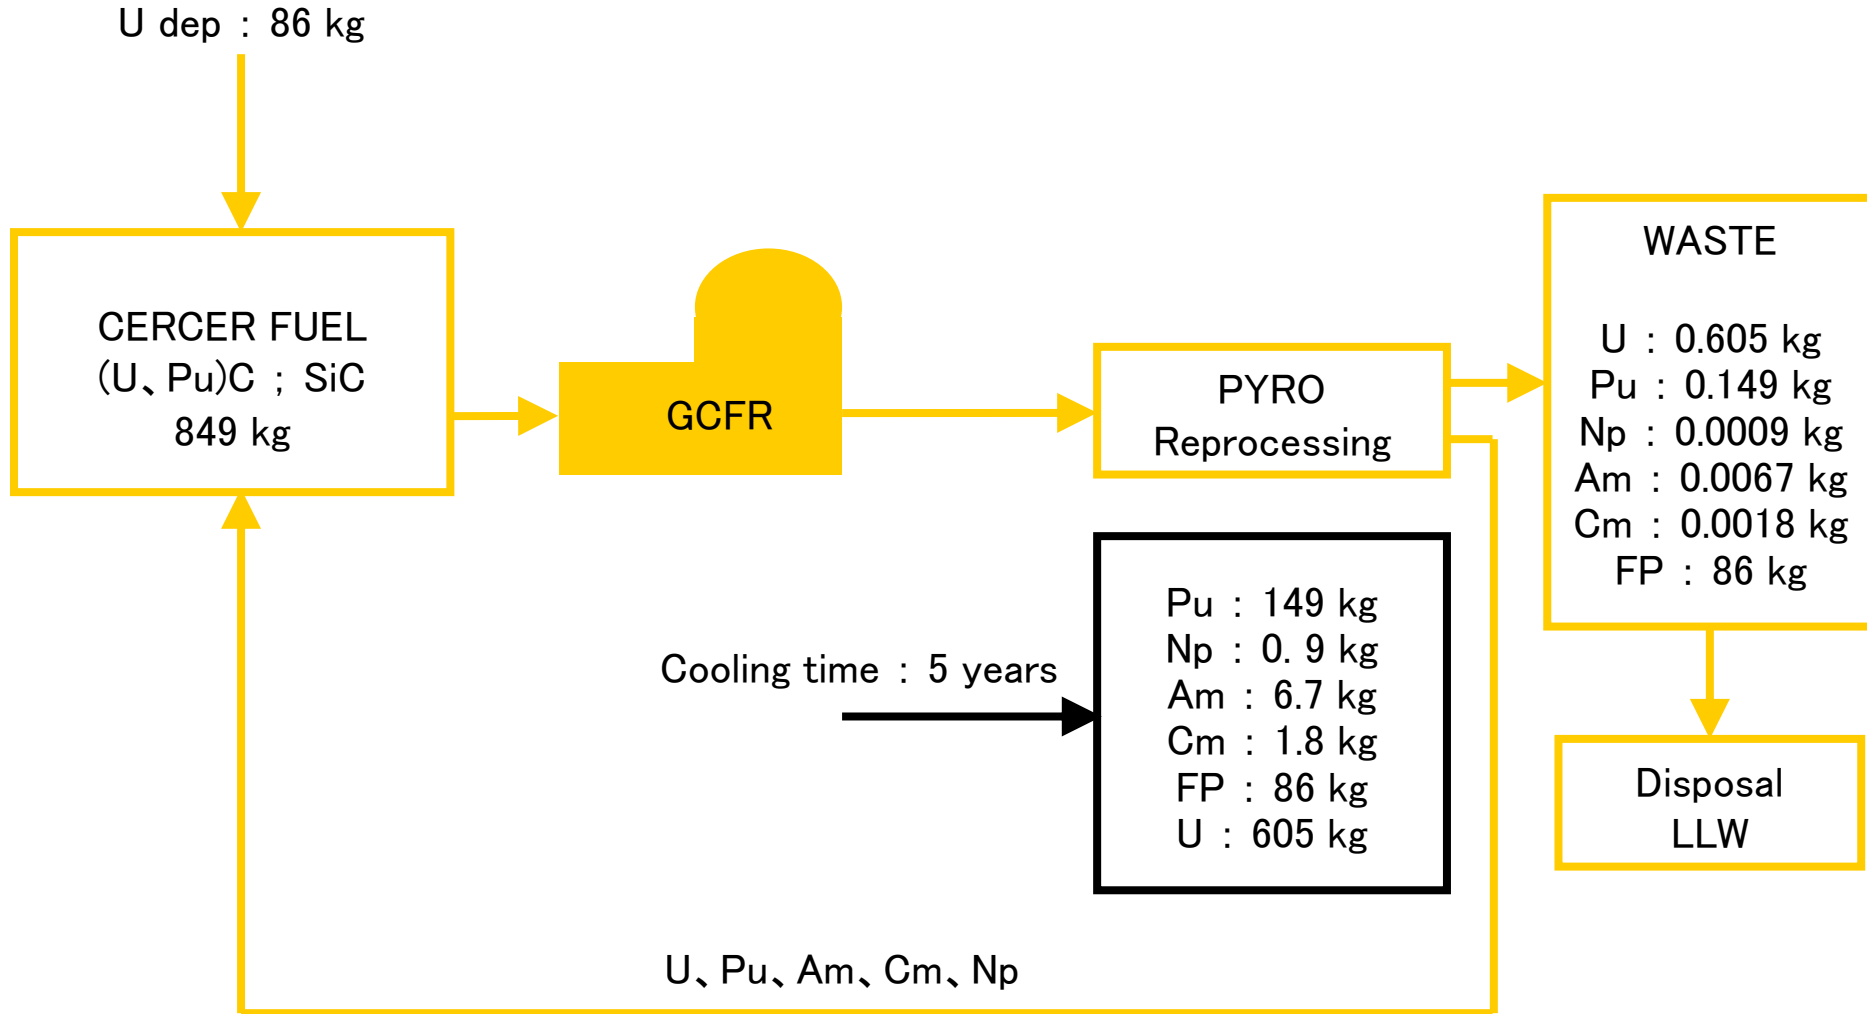 U dep : 86 kg
CERCER FUEL
(U、Pu)C ; SiC
849 kg
GCFR
PYRO
Reprocessing
WASTE
U : 0.605 kg
Pu : 0.149 kg
Np : 0.0009 kg
Am : 0.0067 kg
Cm : 0.0018 kg
FP : 86 kg
Cooling time : 5 years
Pu : 149 kg
Np : 0. 9 kg
Am : 6.7 kg
Cm : 1.8 kg
FP : 86 kg
U : 605 kg
Disposal
LLW
U、Pu、Am、Cm、Np